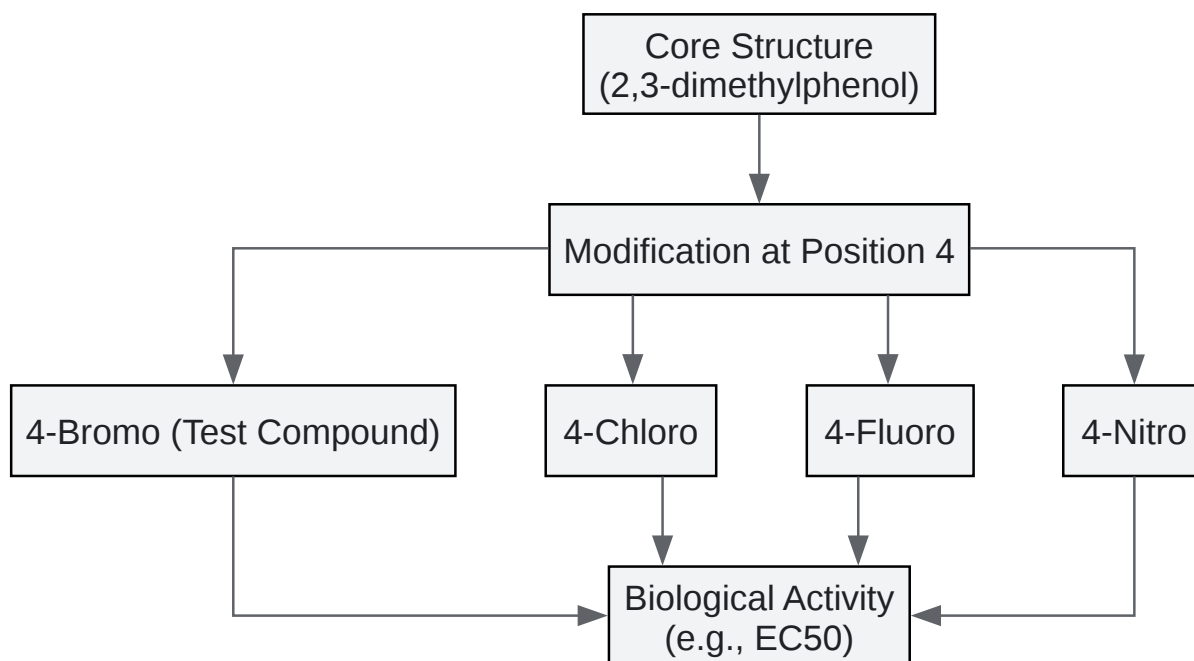 Core Structure
(2,3-dimethylphenol)
Modification at Position 4
4-Bromo (Test Compound)
4-Chloro
4-Fluoro
4-Nitro
Biological Activity
(e.g., EC50)